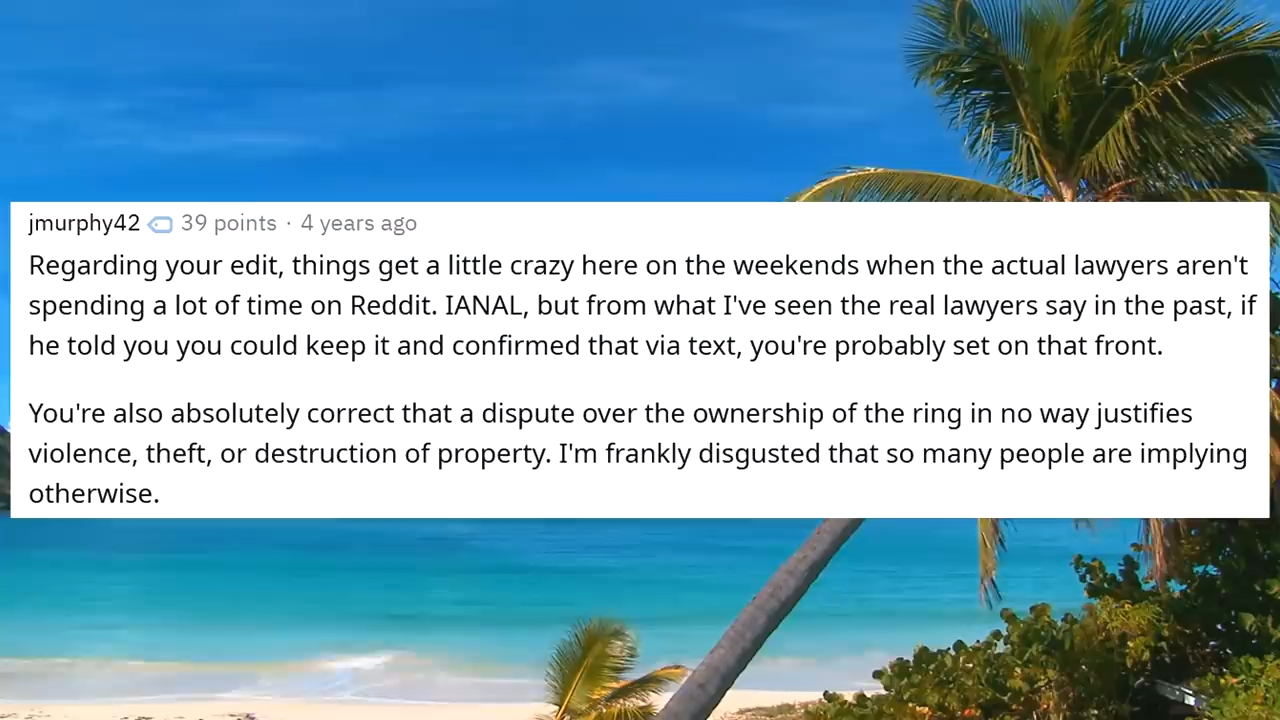 jmurphy42 39 points · 4 years ago
Regarding your edit, things get a little crazy here on the weekends when the actual lawyers aren't
spending a lot of time on Reddit. IANAL, but from what I've seen the real lawyers say in the past, if
he told you you could keep it and confirmed that via text, you're probably set on that front.
You're also absolutely correct that a dispute over the ownership of the ring in no way justifies
violence, theft, or destruction of property. I'm frankly disgusted that so many people are implying
otherwise.